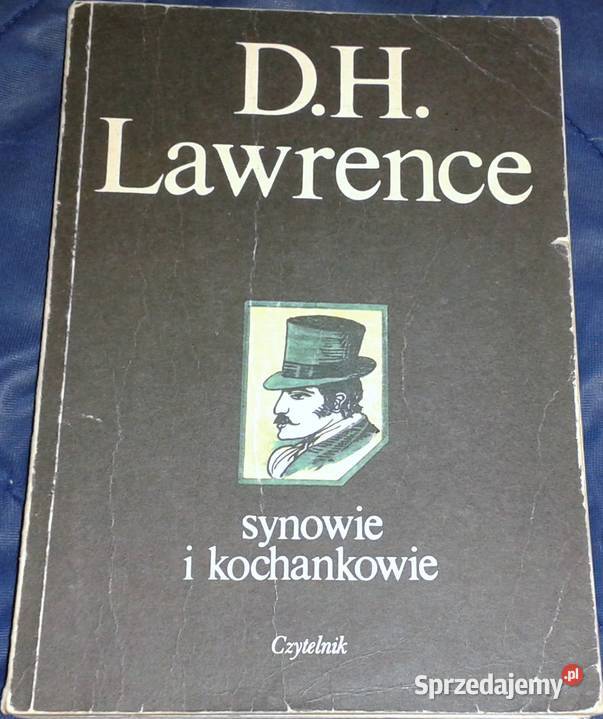 D.H.
Lawrence
synowie
i kochankowie
Czytelnik
Sprzedajemy.pl